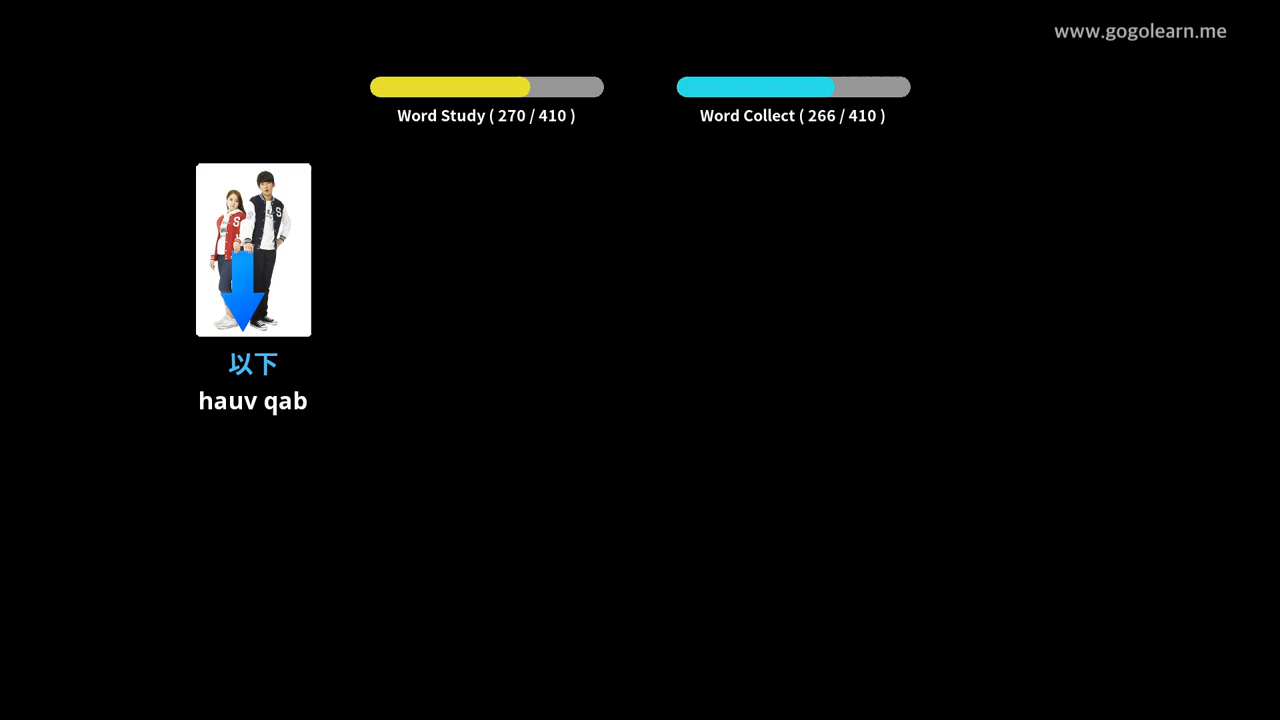 www.gogolearn.me
Word Study ( 270 / 410 )
Word Collect ( 266 / 410 )
S
S
以下
hauv qab